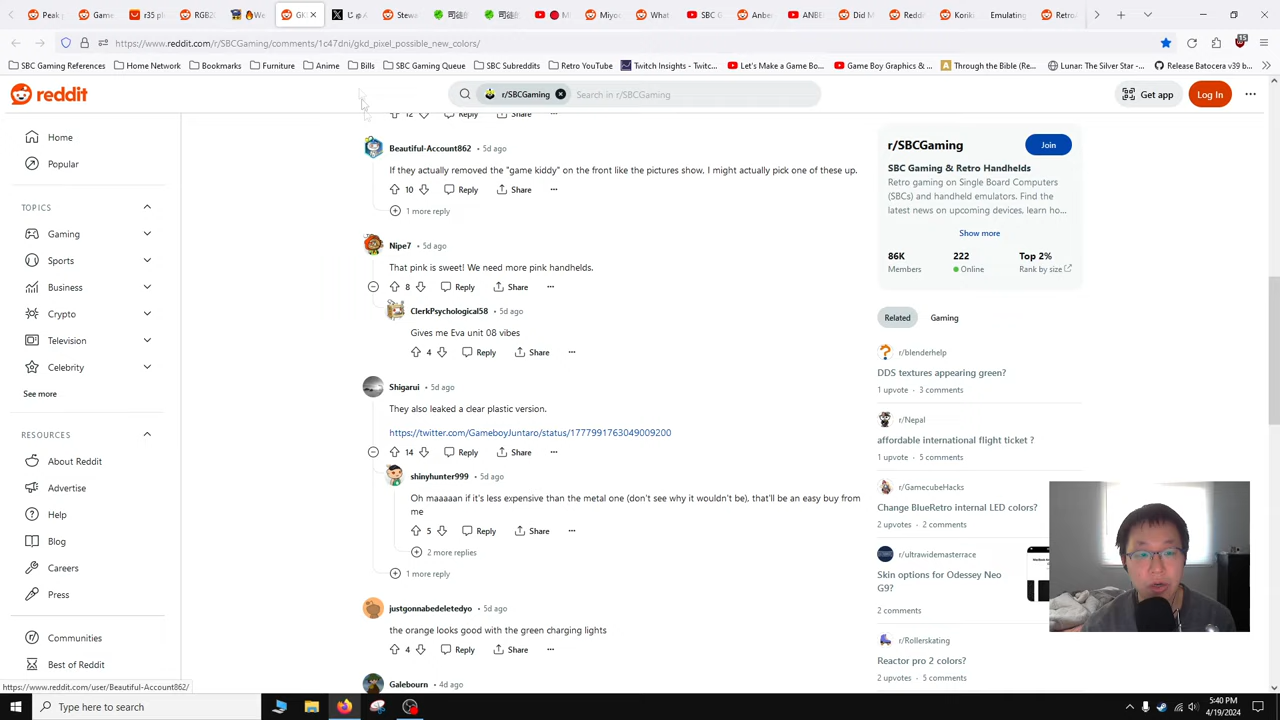 r35 plu
RGB20
We
GK
L
Stewa
M
Miyoo
What
SBC G
ANBE
Did M
Kotlin
Retro
https://www.reddit.com/r/SBCGaming/comments/1c47dni/gkd_pixel_possible_new_colors/
15
SBC Gaming References
Home Network
Bookmarks
Furniture
Anime
Bills
SBC Gaming Queue
SBC Subreddits
Retro YouTube
Twitch Insights - Twitc...
Let's Make a Game Bo...
Game Boy Graphics & ...
A Through the Bible (Re...
Lunar: The Silver Star -...
Release Batocera v39 b...
reddit
r/SBCGaming
Search in r/SBCGaming
Get app
Log In
Home
Popular
TOPICS
Gaming
Sports
Business
Crypto
Television
Celebrity
See more
RESOURCES
About Reddit
Advertise
Help
Blog
Careers
Press
Communities
Best of Reddit
https://www.reddit.com/user/Beautiful-Account862/
12 Reply Share
Beautiful-Account862 • 5d ago
If they actually removed the "game kiddy" on the front like the pictures show, I might actually pick one of these up.
10 Reply Share
1 more reply
Nipe7 • 5d ago
That pink is sweet! We need more pink handhelds.
8 Reply Share
ClerkPsychological58 • 5d ago
Gives me Eva unit 08 vibes
4 Reply Share
Shigarui • 5d ago
They also leaked a clear plastic version.
https://twitter.com/GameboyJuntaro/status/1777991763049009200
14 Reply Share
shinyhunter999 • 5d ago
Oh maaaaan if it's less expensive than the metal one (don't see why it wouldn't be), that'll be an easy buy from
me
5 Reply Share
2 more replies
1 more reply
justgonnabedeletedyo • 5d ago
the orange looks good with the green charging lights
4 Reply Share
Galebourn • 4d ago
r/SBCGaming
Join
SBC Gaming & Retro Handhelds
Retro gaming on Single Board Computers
(SBCs) and handheld emulators. Find the
latest news on upcoming devices, learn ho...
Show more
86K 222 Top 2%
Members Online Rank by size
Related Gaming
r/blenderhelp
DDS textures appearing green?
1 upvote · 3 comments
r/Nepal
affordable international flight ticket ?
1 upvote · 6 comments
r/GamecubeHacks
Change BlueRetro internal LED colors?
2 upvotes · 2 comments
r/ultrawidemasterrace
Skin options for Odessey Neo
G9?
2 comments
r/Rollerskating
Reactor pro 2 colors?
2 upvotes · 5 comments
Type here to search
5:40 PM
4/19/2024